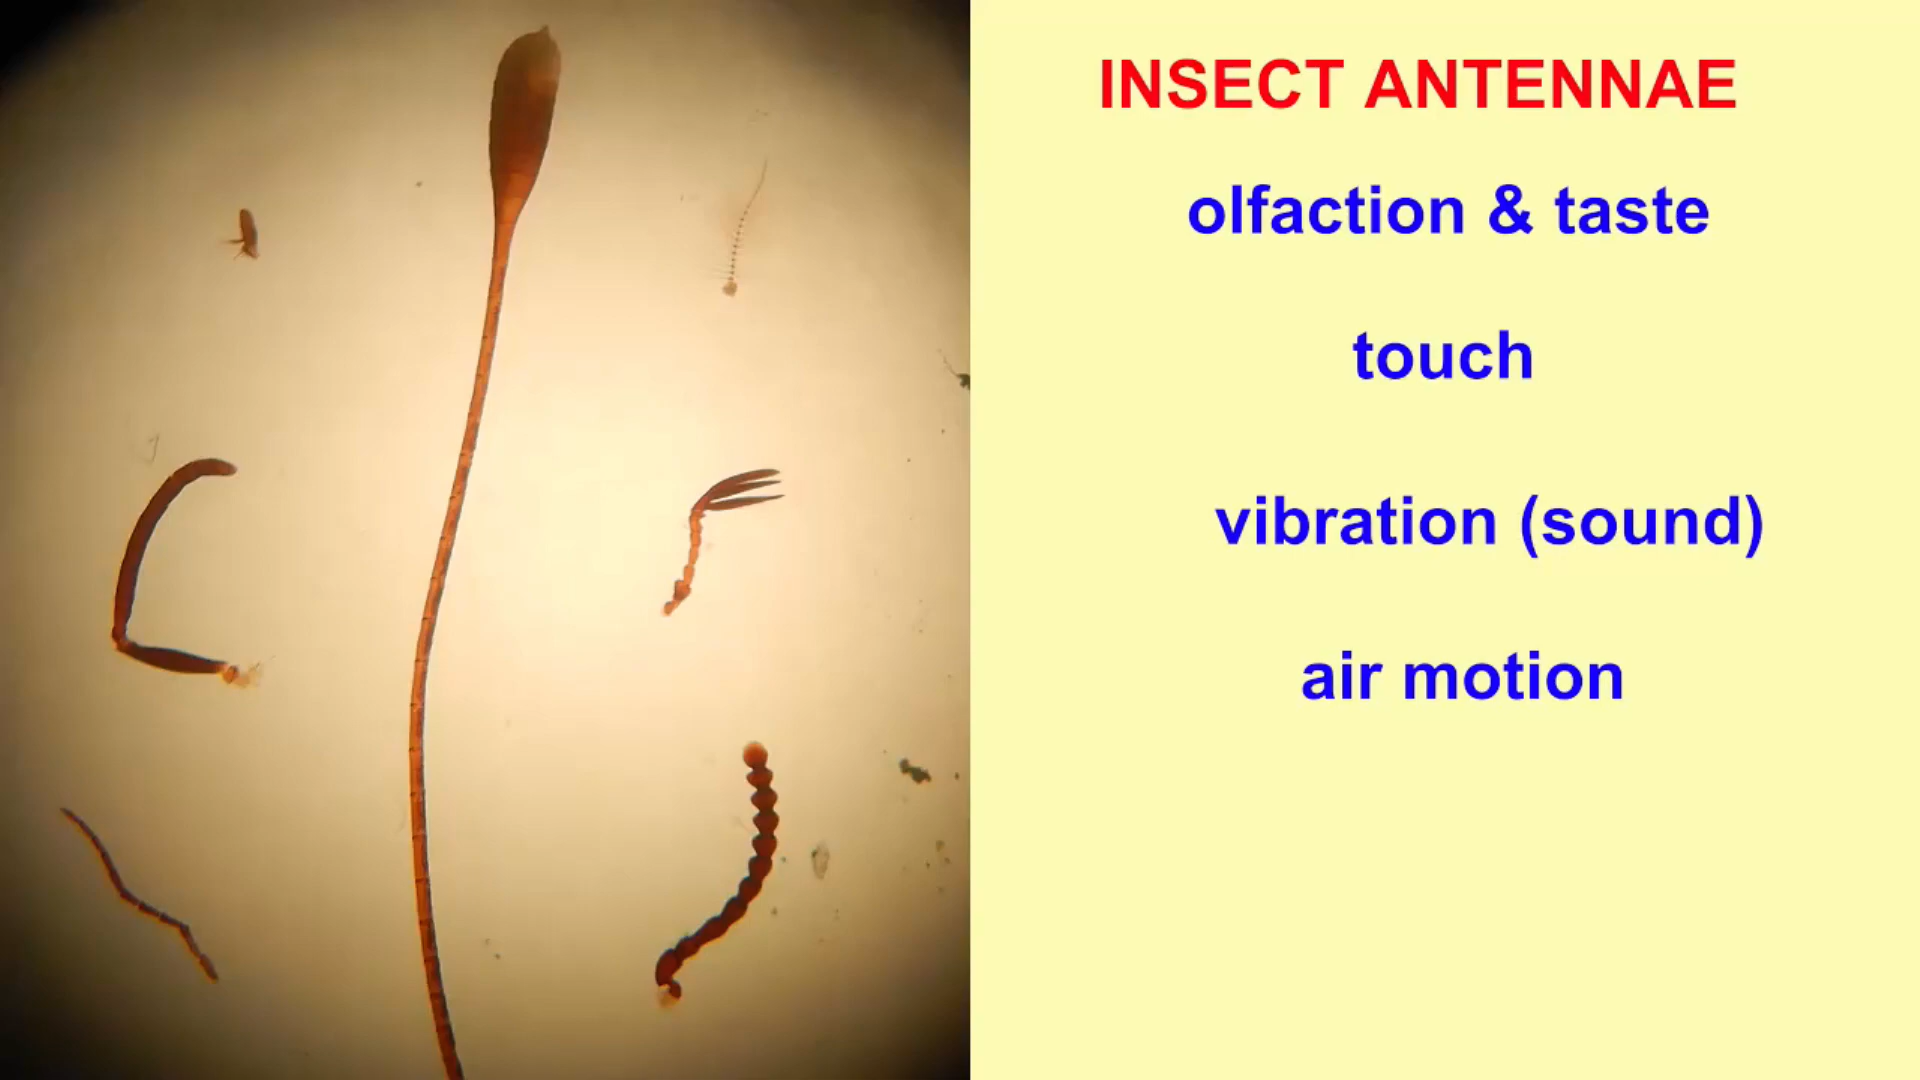 INSECT ANTENNAE
olfaction & taste
touch
vibration (sound)
air motion